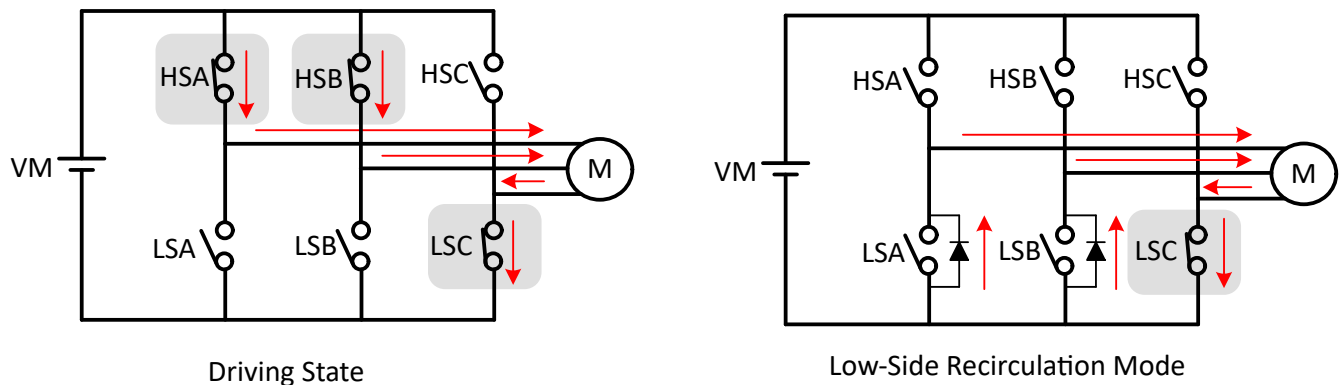 HSA
HSB
HSC
VM
M
LSA
LSB
LSC
Driving State
HSA
HSB
HSC
VM
M
LSA
LSB
LSC
Low-Side Recirculation Mode